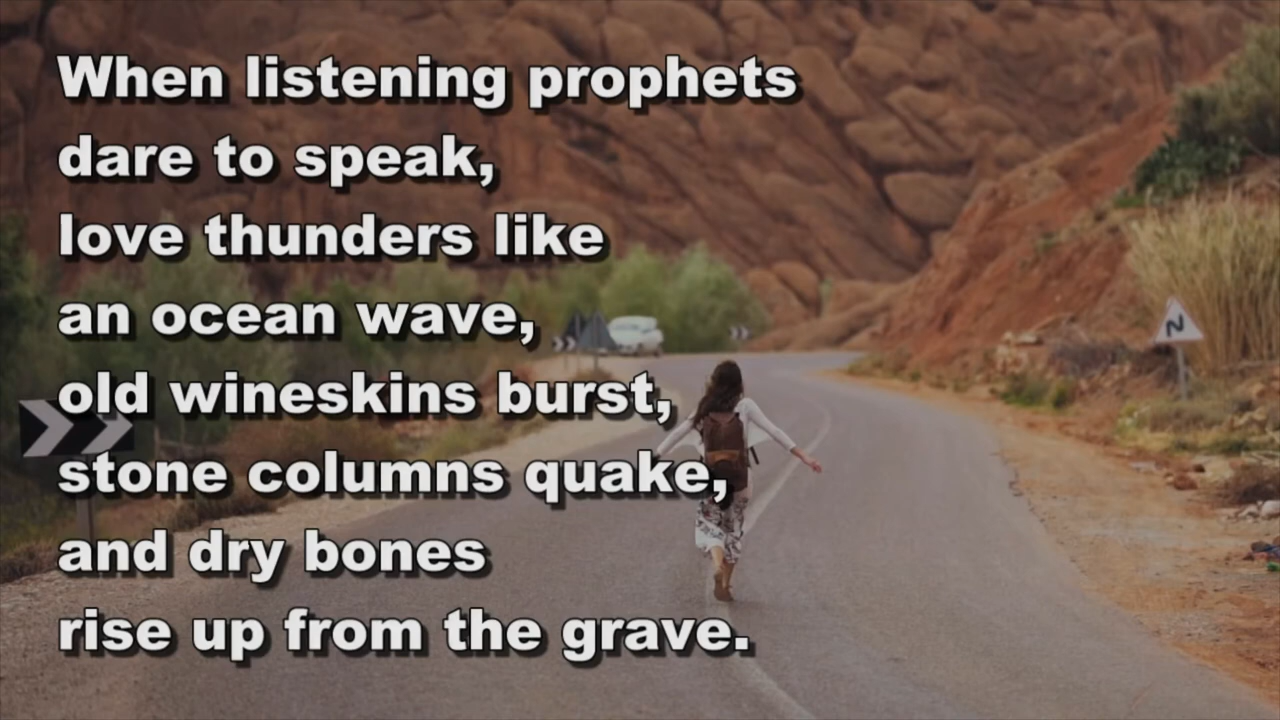 When listening prophets
dare to speak,
love thunders like
an ocean wave,
old wineskins burst,
stone columns quake,
and dry bones
rise up from the grave.